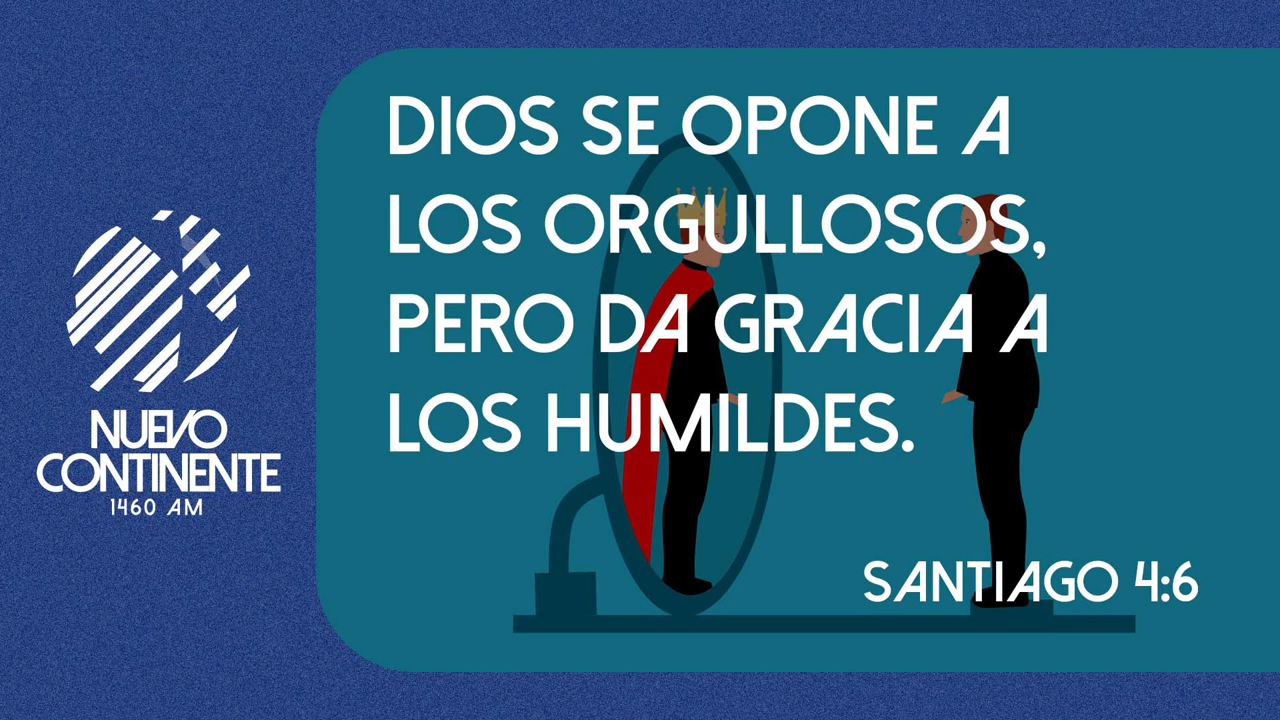 DIOS SE OPONE A
LOS ORGULLOSOS,
PERO DA GRACIA A
LOS HUMILDES.
SANTIAGO 4:6
NUEVO
CONTINENTE
1460 AM